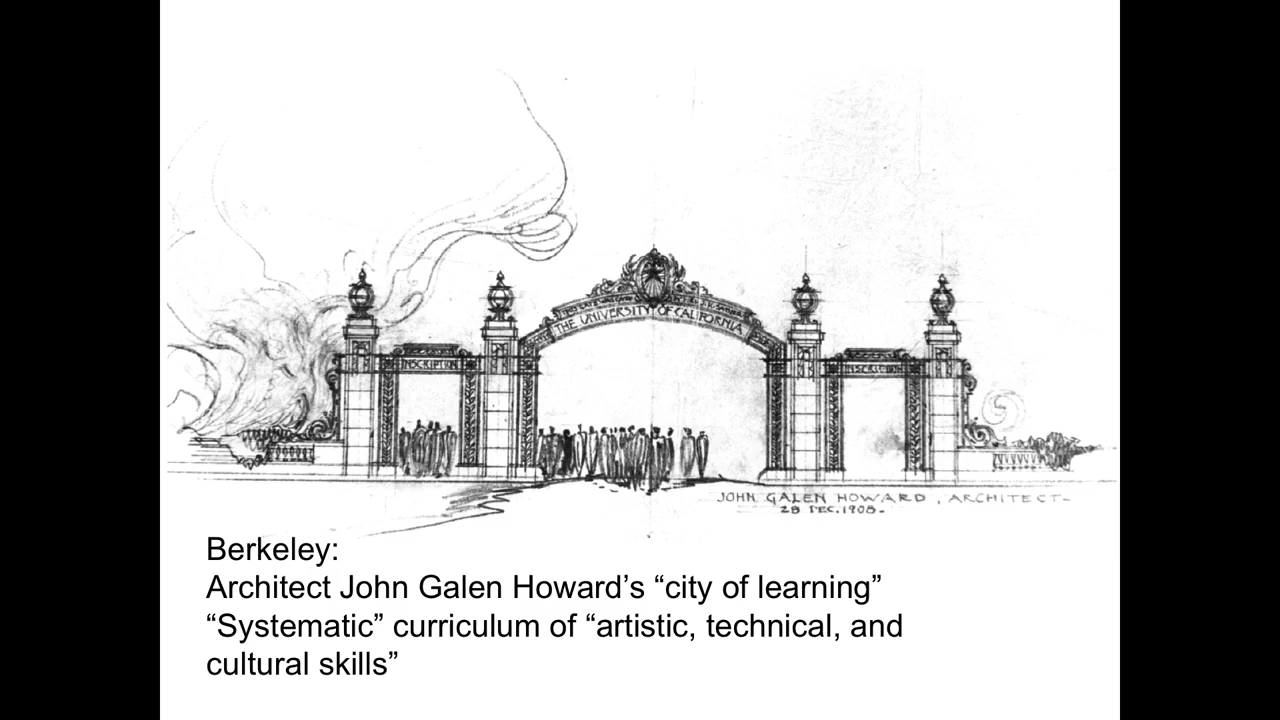 THE UNIVERSITY OF CALIFORNIA
INSCRIPTION
INSCRIPTION
JOHN GALEN HOWARD, ARCHITECT-
28 DEC. 1908-
Berkeley:
Architect John Galen Howard’s “city of learning”
“Systematic” curriculum of “artistic, technical, and
cultural skills”